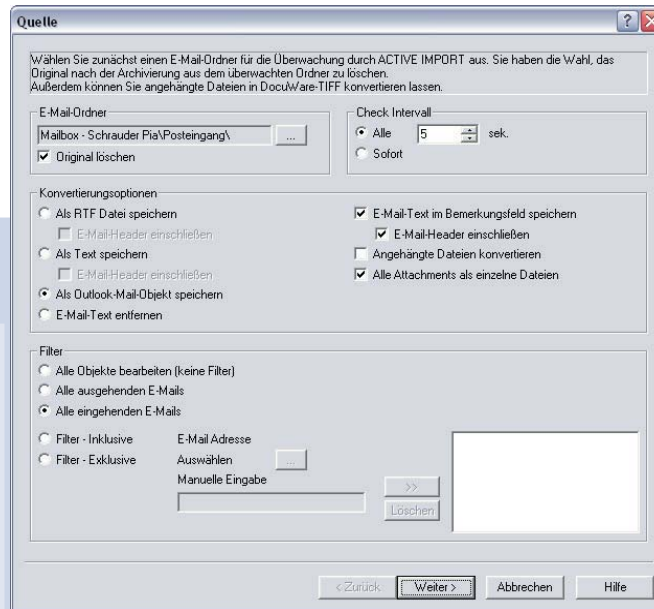 Quelle
Wählen Sie zunächst einen E-Mail-Ordner für die Überwachung durch ACTIVE IMPORT aus. Sie haben die Wahl, das
Original nach der Archivierung aus dem überwachten Ordner zu löschen.
Außerdem können Sie angehängte Dateien in DocuWare-TIFF konvertieren lassen.
E-Mail-Ordner
Mailbox - Schrauder Pia\Posteingang\
...
Original löschen
Check Intervall
Alle 5 sek.
Sofort
Konvertierungsoptionen
Als RTF Datei speichern
E-Mail-Header einschließen
Als Text speichern
E-Mail-Header einschließen
Als Outlook-Mail-Objekt speichern
E-Mail-Text entfernen
E-Mail-Text im Bemerkungsfeld speichern
E-Mail-Header einschließen
Angehängte Dateien konvertieren
Alle Attachments als einzelne Dateien
Filter
Alle Objekte bearbeiten (keine Filter)
Alle ausgehenden E-Mails
Alle eingehenden E-Mails
Filter - Inklusive
Filter - Exklusive
E-Mail Adresse
Auswählen ...
Manuelle Eingabe
>>
Löschen
< Zurück Weiter > Abbrechen Hilfe